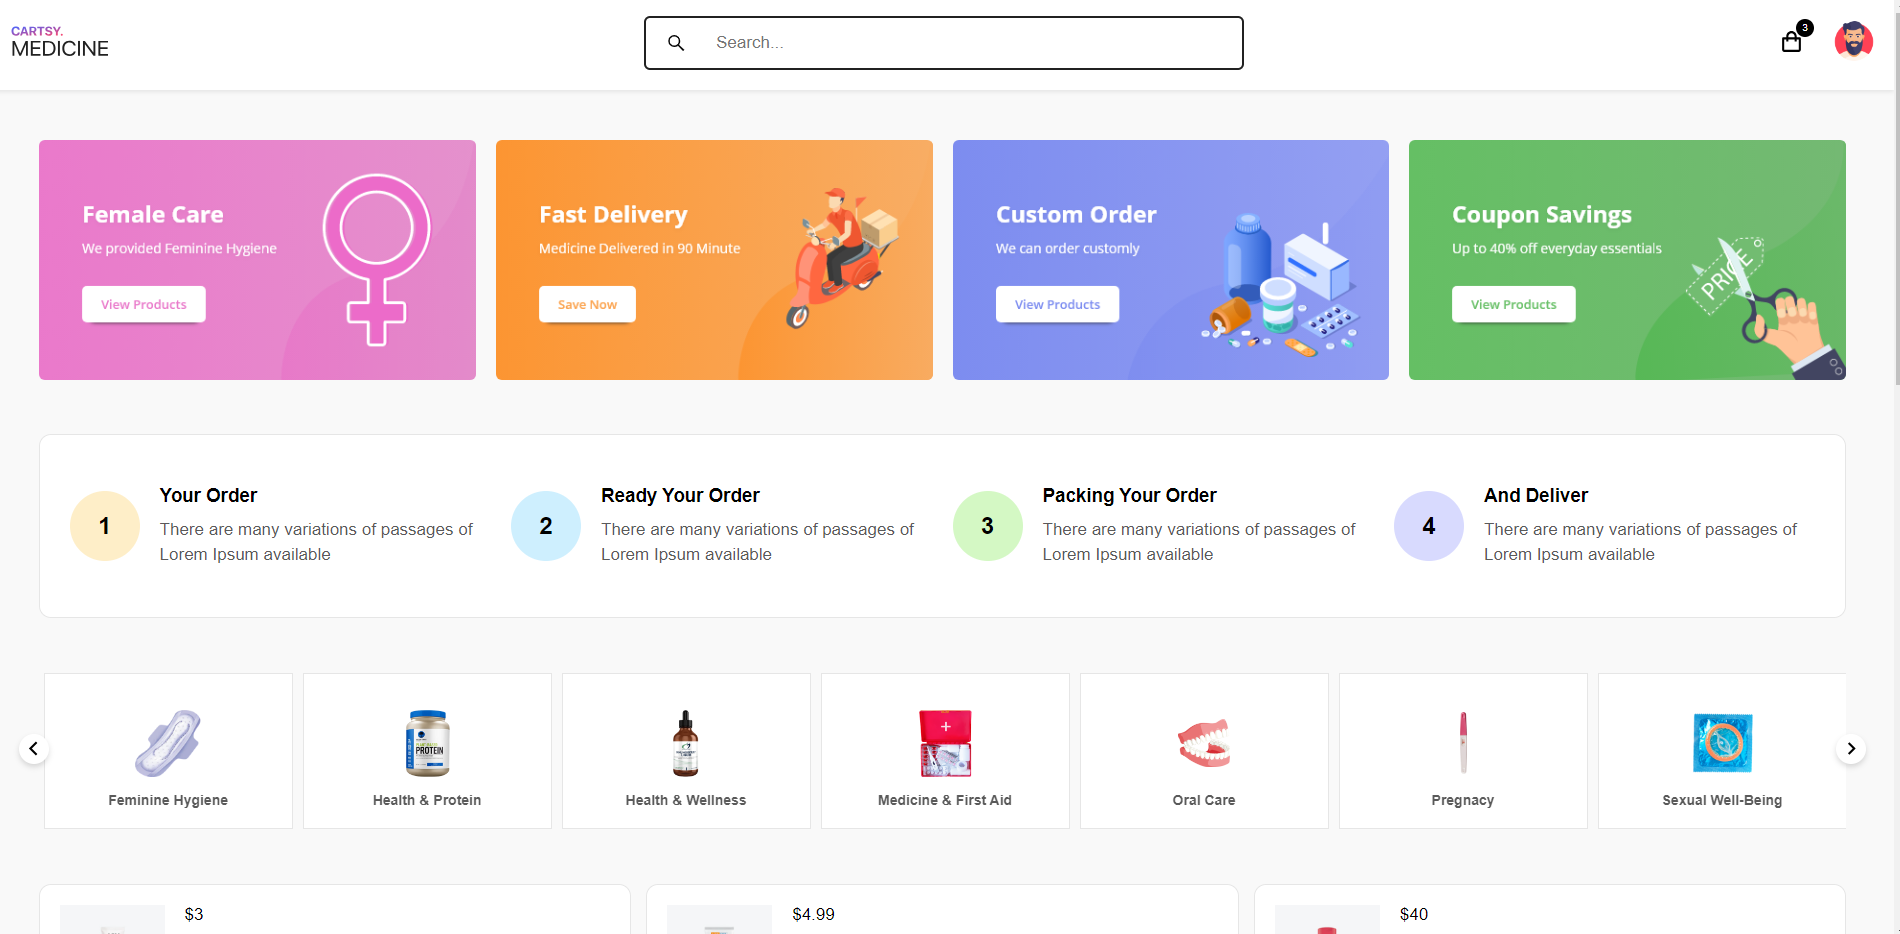 CARTSY.
MEDICINE
Search...
3
Female Care
We provided Feminine Hygiene
View Products
Fast Delivery
Medicine Delivered in 90 Minute
Save Now
Custom Order
We can order customly
View Products
Coupon Savings
Up to 40% off everyday essentials
View Products
PRICE
1
Your Order
There are many variations of passages of
Lorem Ipsum available
2
Ready Your Order
There are many variations of passages of
Lorem Ipsum available
3
Packing Your Order
There are many variations of passages of
Lorem Ipsum available
4
And Deliver
There are many variations of passages of
Lorem Ipsum available
PROTEIN
Feminine Hygiene
Health & Protein
Health & Wellness
Medicine & First Aid
Oral Care
Pregnacy
Sexual Well-Being
$3
$4.99
$40